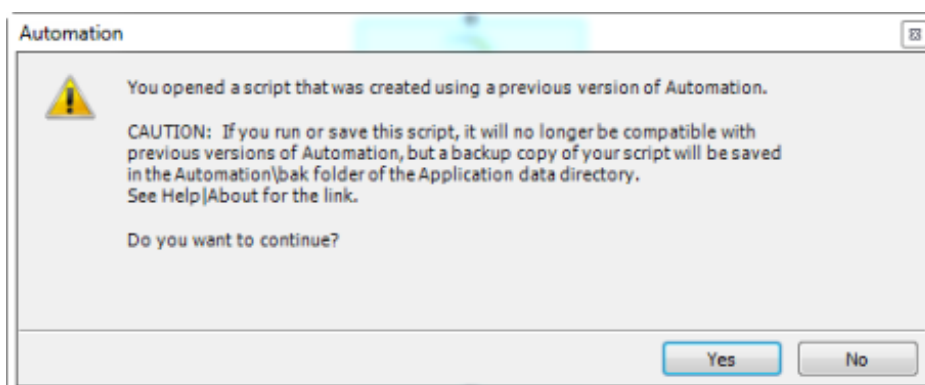 Automation
You opened a script that was created using a previous version of Automation.
CAUTION: If you run or save this script, it will no longer be compatible with
previous versions of Automation, but a backup copy of your script will be saved
in the Automation\bak folder of the Application data directory.
See Help|About for the link.
Do you want to continue?
Yes
No